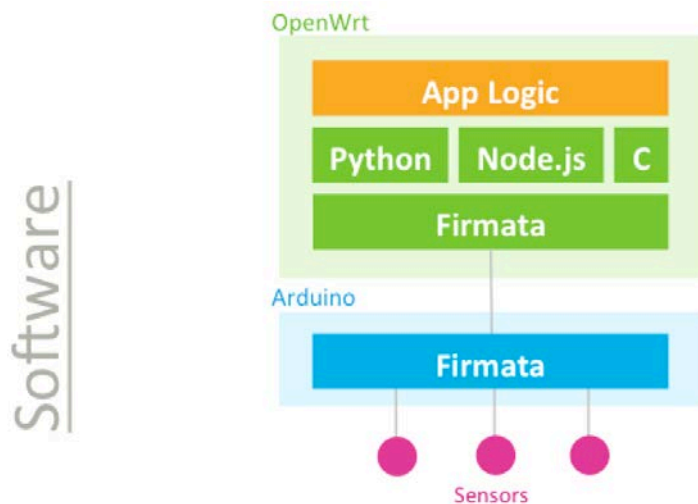 OpenWrt
App Logic
Python Node.js C
Firmata
Software
Arduino
Firmata
Sensors